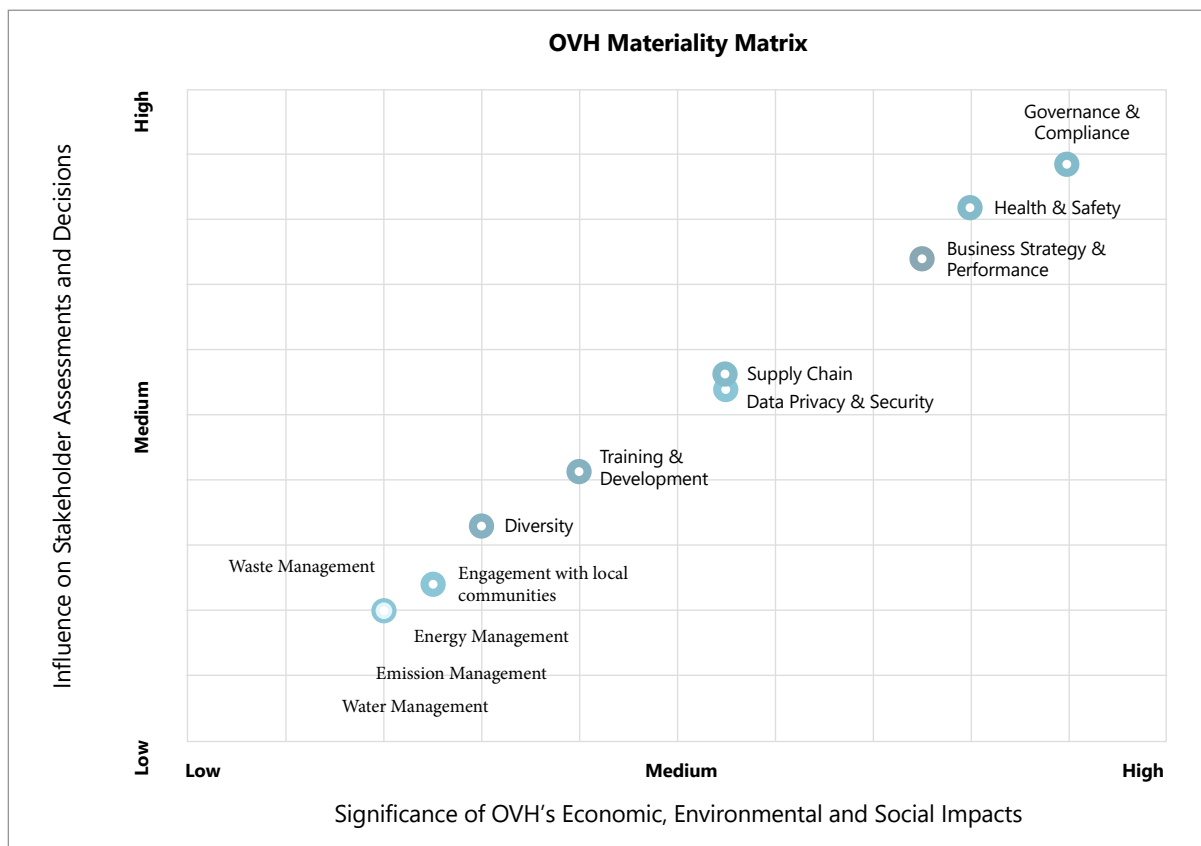 OVH Materiality Matrix
High
Medium
Low
Influence on Stakeholder Assessments and Decisions
Governance &
Compliance
Health & Safety
Business Strategy &
Performance
Supply Chain
Data Privacy & Security
Training &
Development
Diversity
Waste Management
Engagement with local
communities
Energy Management
Emission Management
Water Management
Low
Medium
High
Significance of OVH’s Economic, Environmental and Social Impacts